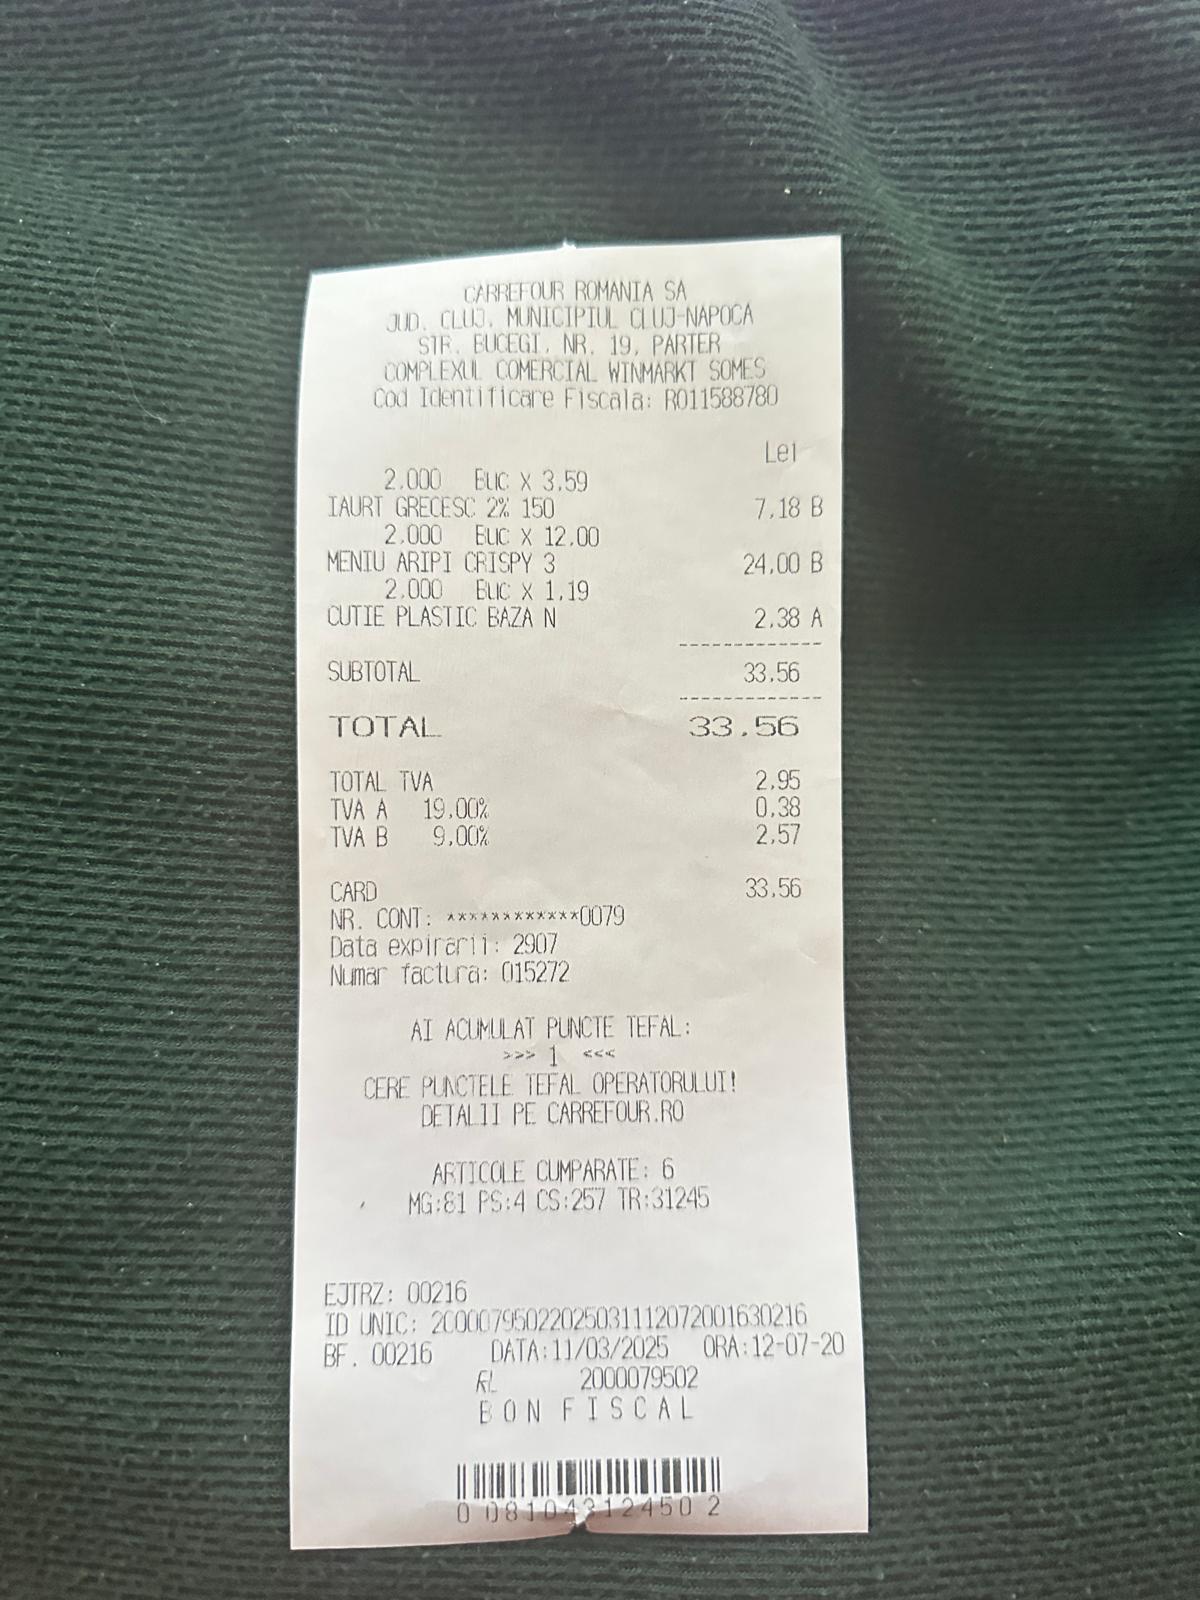 CARREFOUR ROMANIA SA
JUD. CLUJ, MUNICIPIUL CLUJ-NAPOCA
STR. BUCEGI, NR. 19, PARTER
COMPLEXUL COMERCIAL WINMARKT SOMES
Cod Identificare Fiscala: RO11588780
Lei
2.000 Buc X 3.59
IAURT GRECESC 2% 150 7.18 B
2.000 Buc X 12.00
MENIU ARIPI CRISPY 3 24.00 B
2.000 Buc X 1.19
CUTIE PLASTIC BAZA N 2.38 A
------------
SUBTOTAL 33.56
------------
TOTAL 33.56
TOTAL TVA 2.95
TVA A 19.00% 0.38
TVA B 9.00% 2.57
CARD 33.56
NR. CONT: ************0079
Data expirarii: 2907
Numar factura: 015272
AI ACUMULAT PUNCTE TEFAL:
>>> 1 <<<
CERE PUNCTELE TEFAL OPERATORULUI!
DETALII PE CARREFOUR.RO
ARTICOLE CUMPARATE: 6
MG:81 PS:4 CS:257 TR:31245
EJTRZ: 00216
ID UNIC: 20000795022025031112072001630216
BF. 00216 DATA:11/03/2025 ORA:12-07-20
2000079502
BON FISCAL
0 08104312450 2